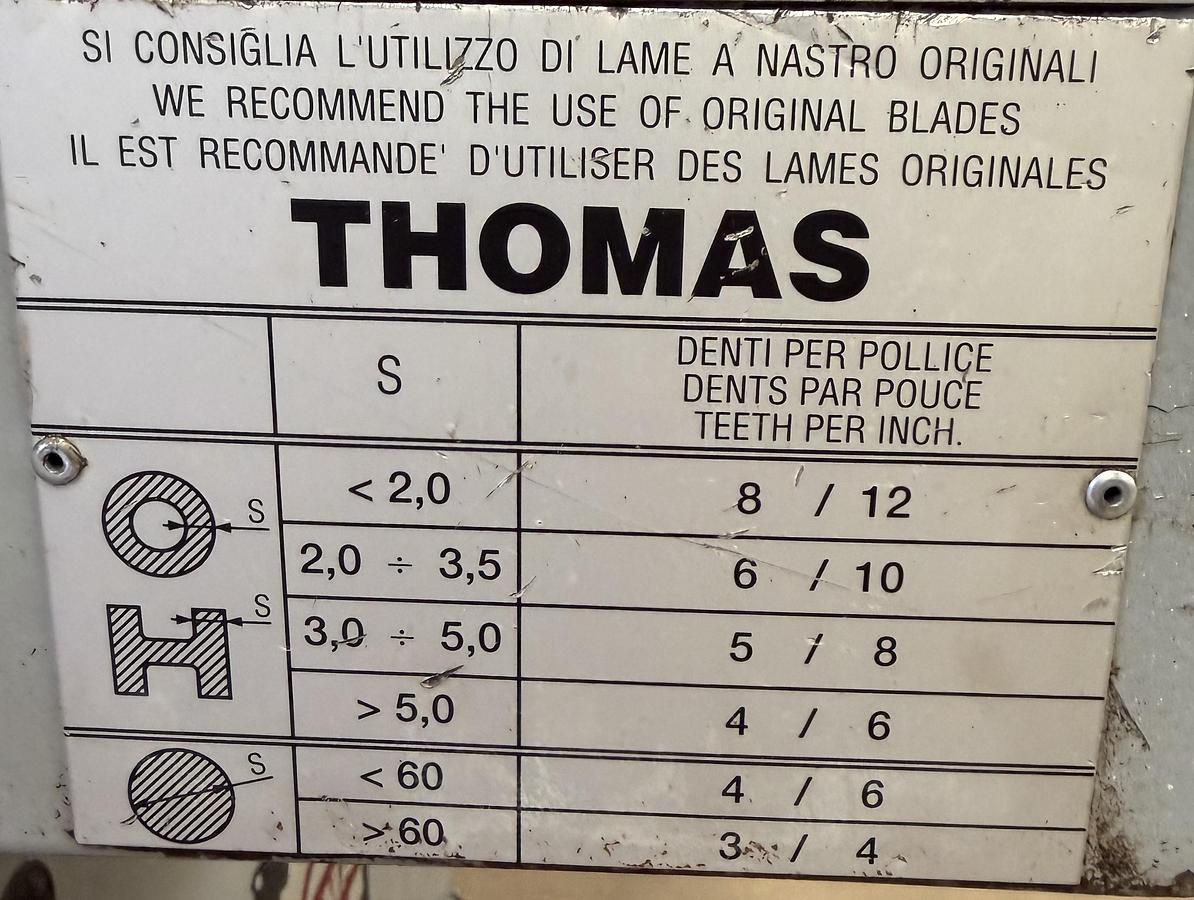 SI CONSIGLIA L'UTILIZZO DI LAME A NASTRO ORIGINALI
WE RECOMMEND THE USE OF ORIGINAL BLADES
IL EST RECOMMANDE' D'UTILISER DES LAMES ORIGINALES
THOMAS
S
DENTI PER POLLICE
DENTS PAR POUCE
TEETH PER INCH.
S
< 2,0 8 / 12
2,0 ÷ 3,5 6 / 10
S
3,0 ÷ 5,0 5 / 8
> 5,0 4 / 6
S
< 60 4 / 6
> 60 3 / 4